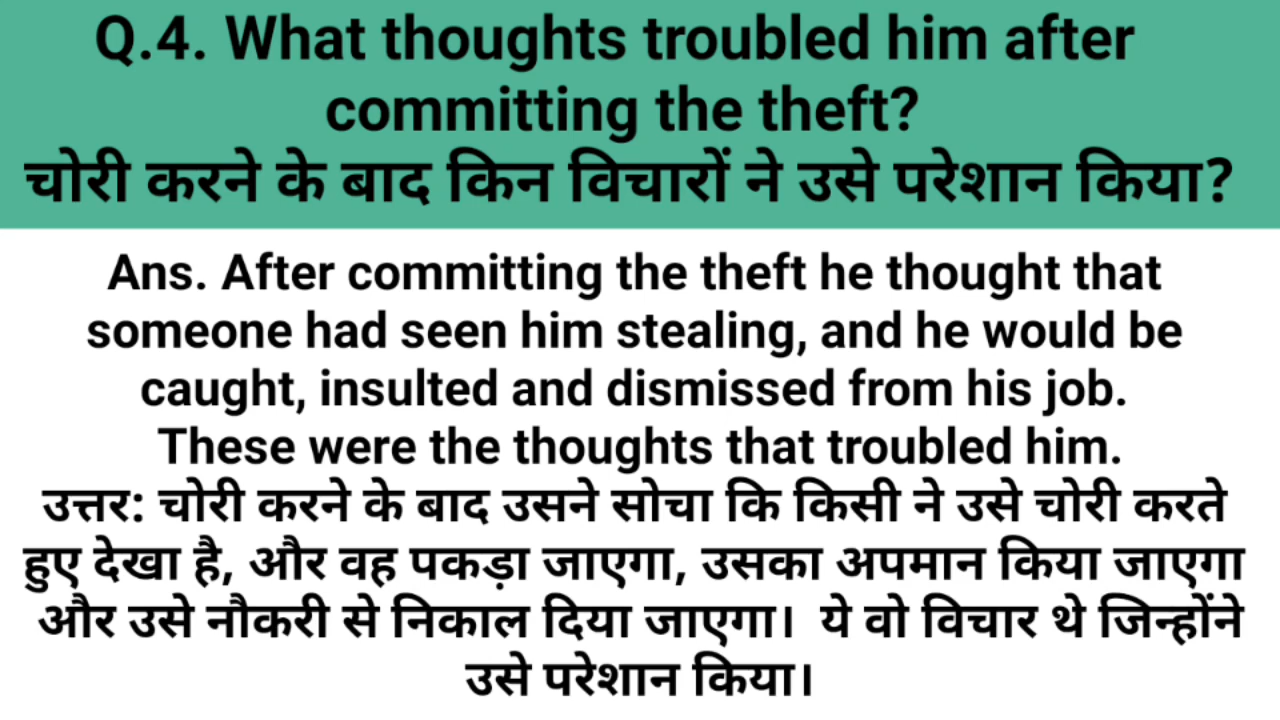 Q.4. What thoughts troubled him after
committing the theft?
चोरी करने के बाद किन विचारों ने उसे परेशान किया?
Ans. After committing the theft he thought that
someone had seen him stealing, and he would be
caught, insulted and dismissed from his job.
These were the thoughts that troubled him.
उत्तर: चोरी करने के बाद उसने सोचा कि किसी ने उसे चोरी करते
हुए देखा है, और वह पकड़ा जाएगा, उसका अपमान किया जाएगा
और उसे नौकरी से निकाल दिया जाएगा। ये वो विचार थे जिन्होंने
उसे परेशान किया।